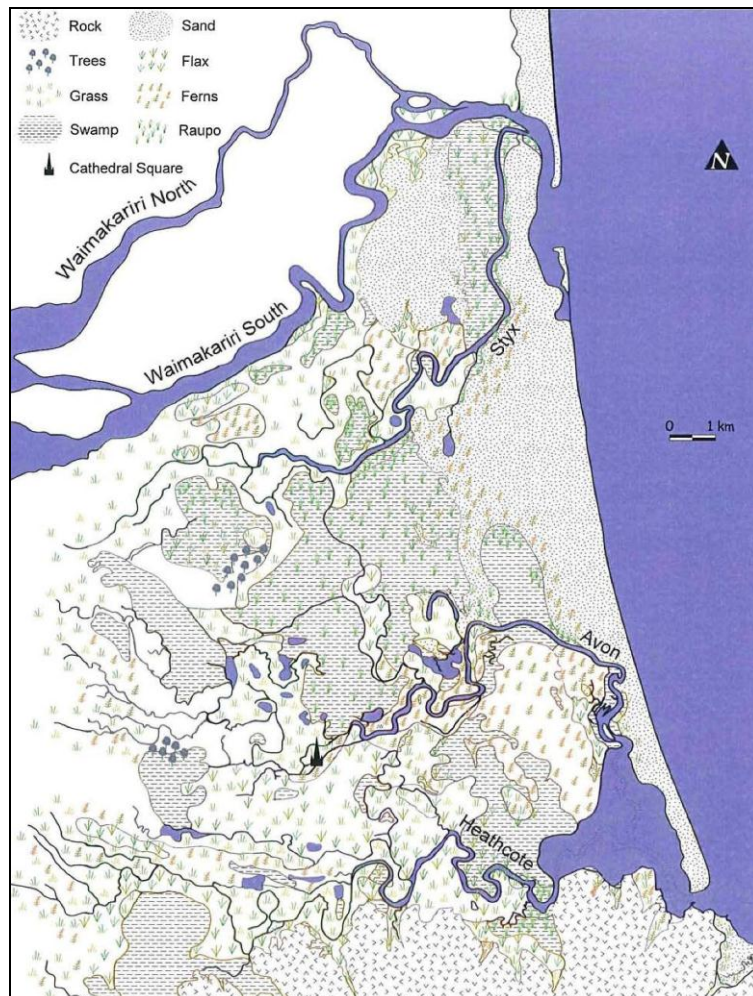 Rock
Sand
Trees
Flax
Grass
Ferns
Swamp
Raupo
Cathedral Square
N
Waimakariri North
Waimakariri South
Styx
0 1 km
Avon
Heathcote